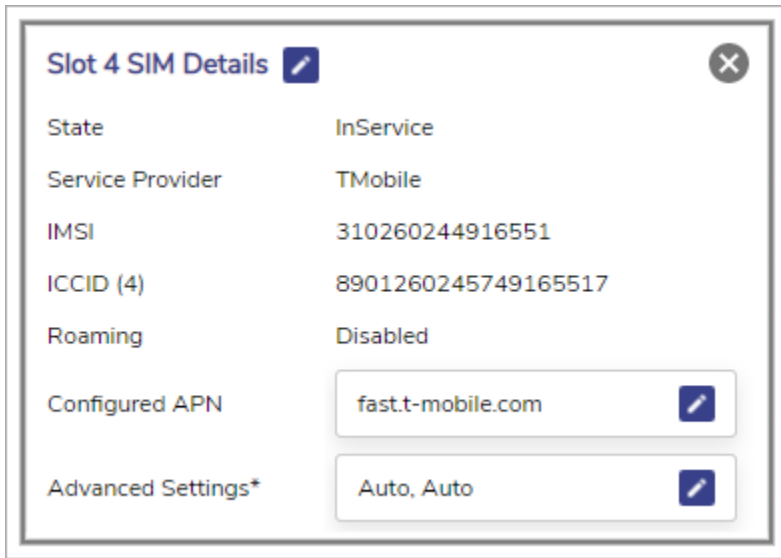 Slot 4 SIM Details
State InService
Service Provider TMobile
IMSI 310260244916551
ICCID (4) 8901260245749165517
Roaming Disabled
Configured APN fast.t-mobile.com
Advanced Settings* Auto, Auto